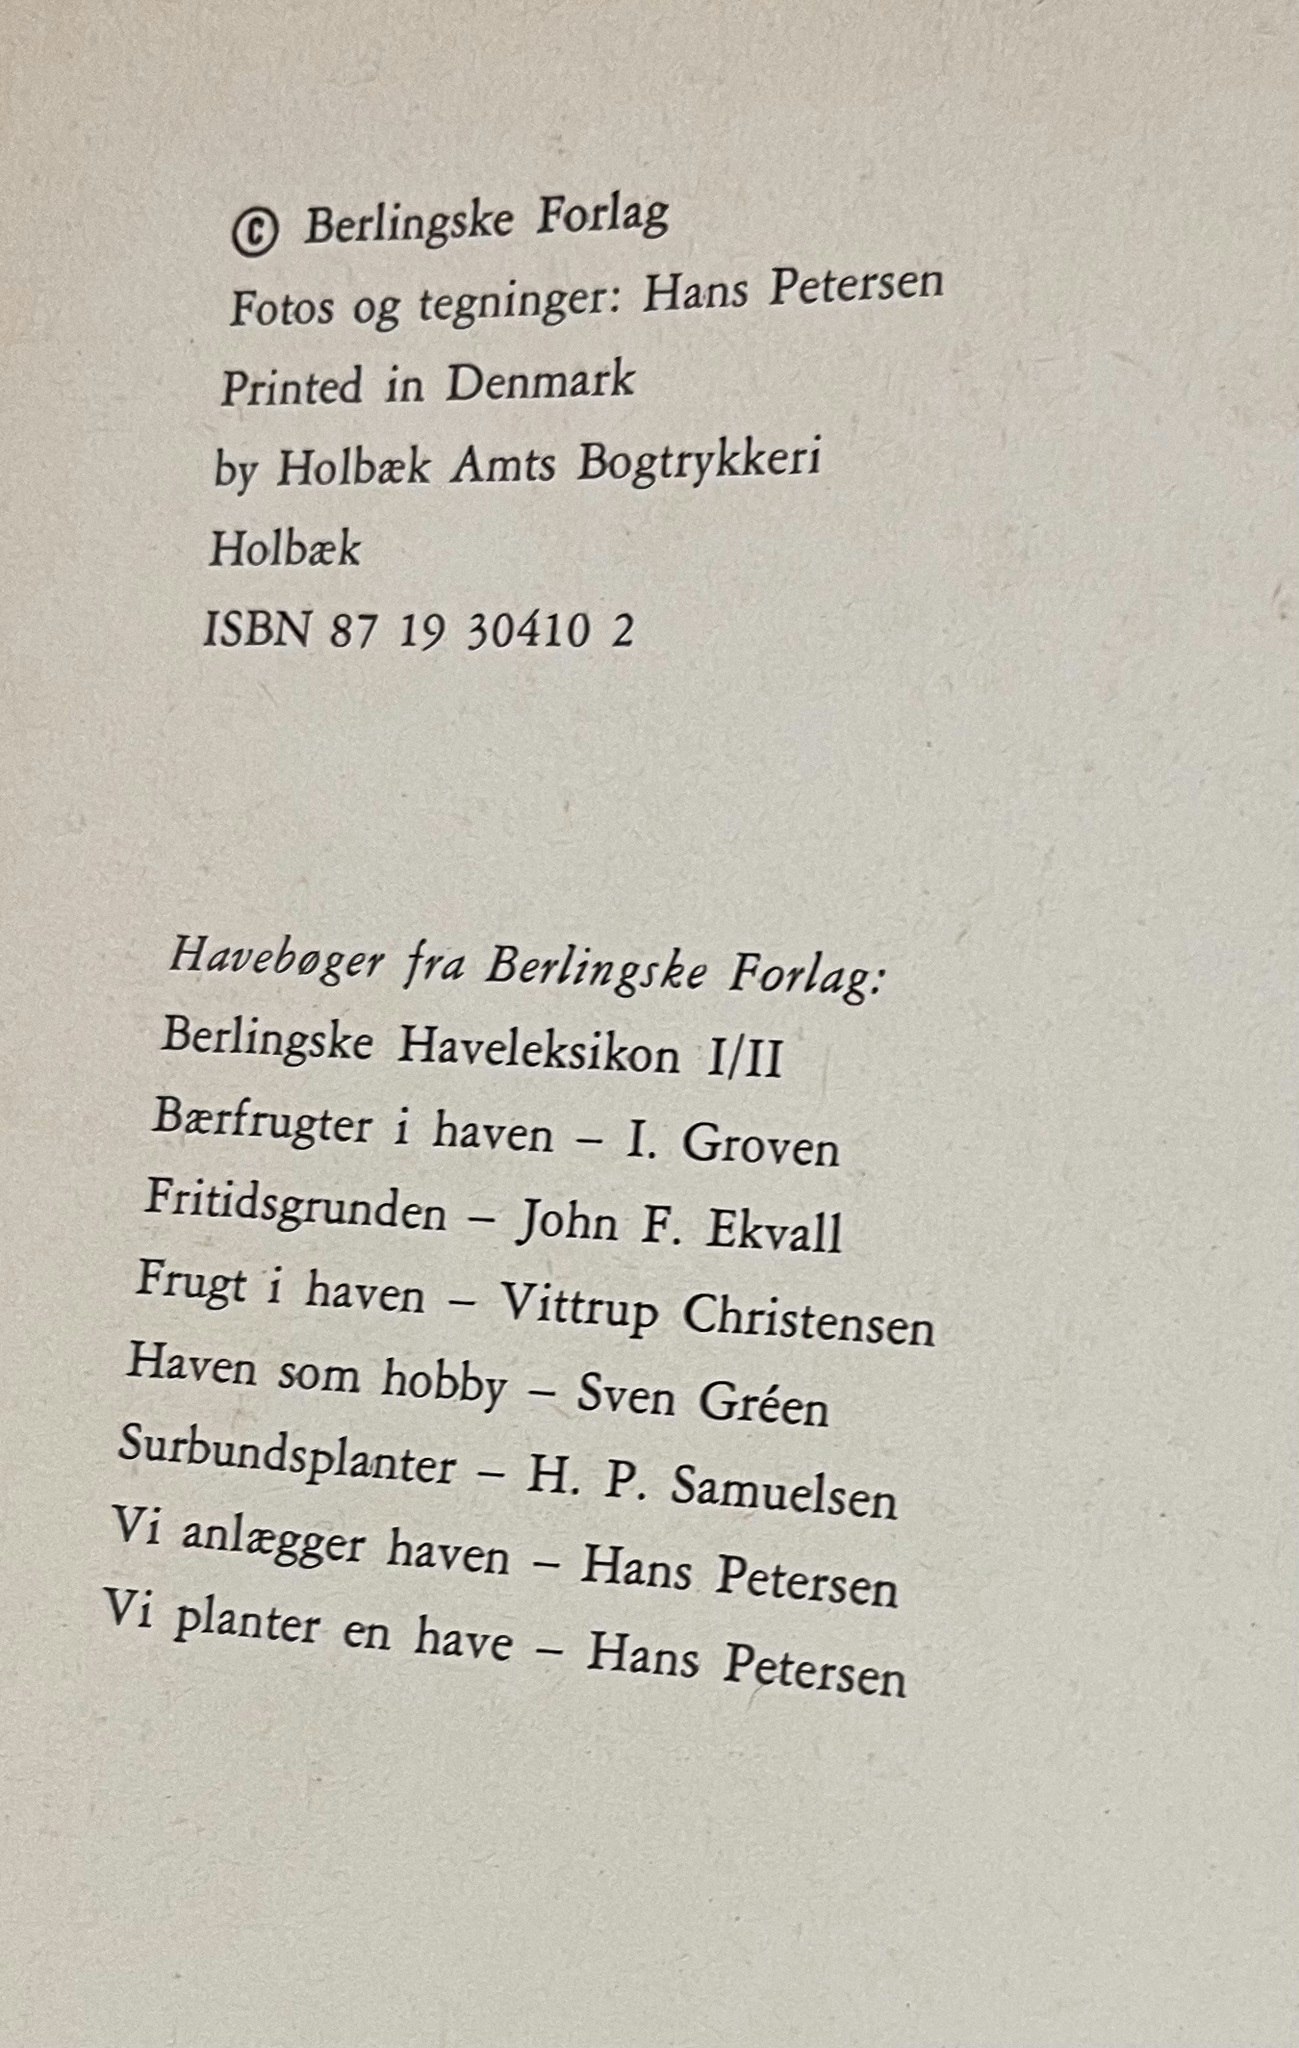 © Berlingske Forlag
Fotos og tegninger: Hans Petersen
Printed in Denmark
by Holbæk Amts Bogtrykkeri
Holbæk
ISBN 87 19 30410 2
Havebøger fra Berlingske Forlag:
Berlingske Haveleksikon I/II
Bærfrugter i haven – I. Groven
Fritidsgrunden – John F. Ekvall
Frugt i haven – Vittrup Christensen
Haven som hobby – Sven Gréen
Surbundsplanter – H. P. Samuelsen
Vi anlægger haven – Hans Petersen
Vi planter en have – Hans Petersen